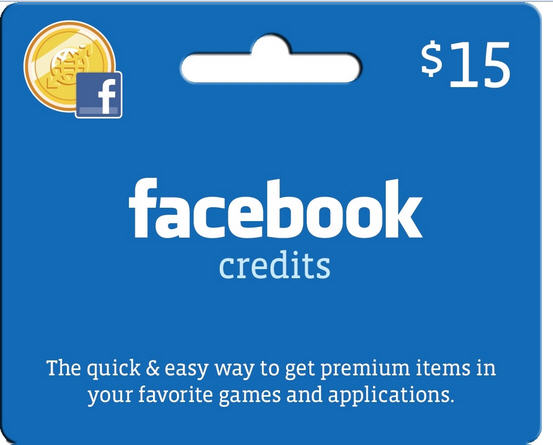 $15
f
facebook
credits
The quick & easy way to get premium items in
your favorite games and applications.